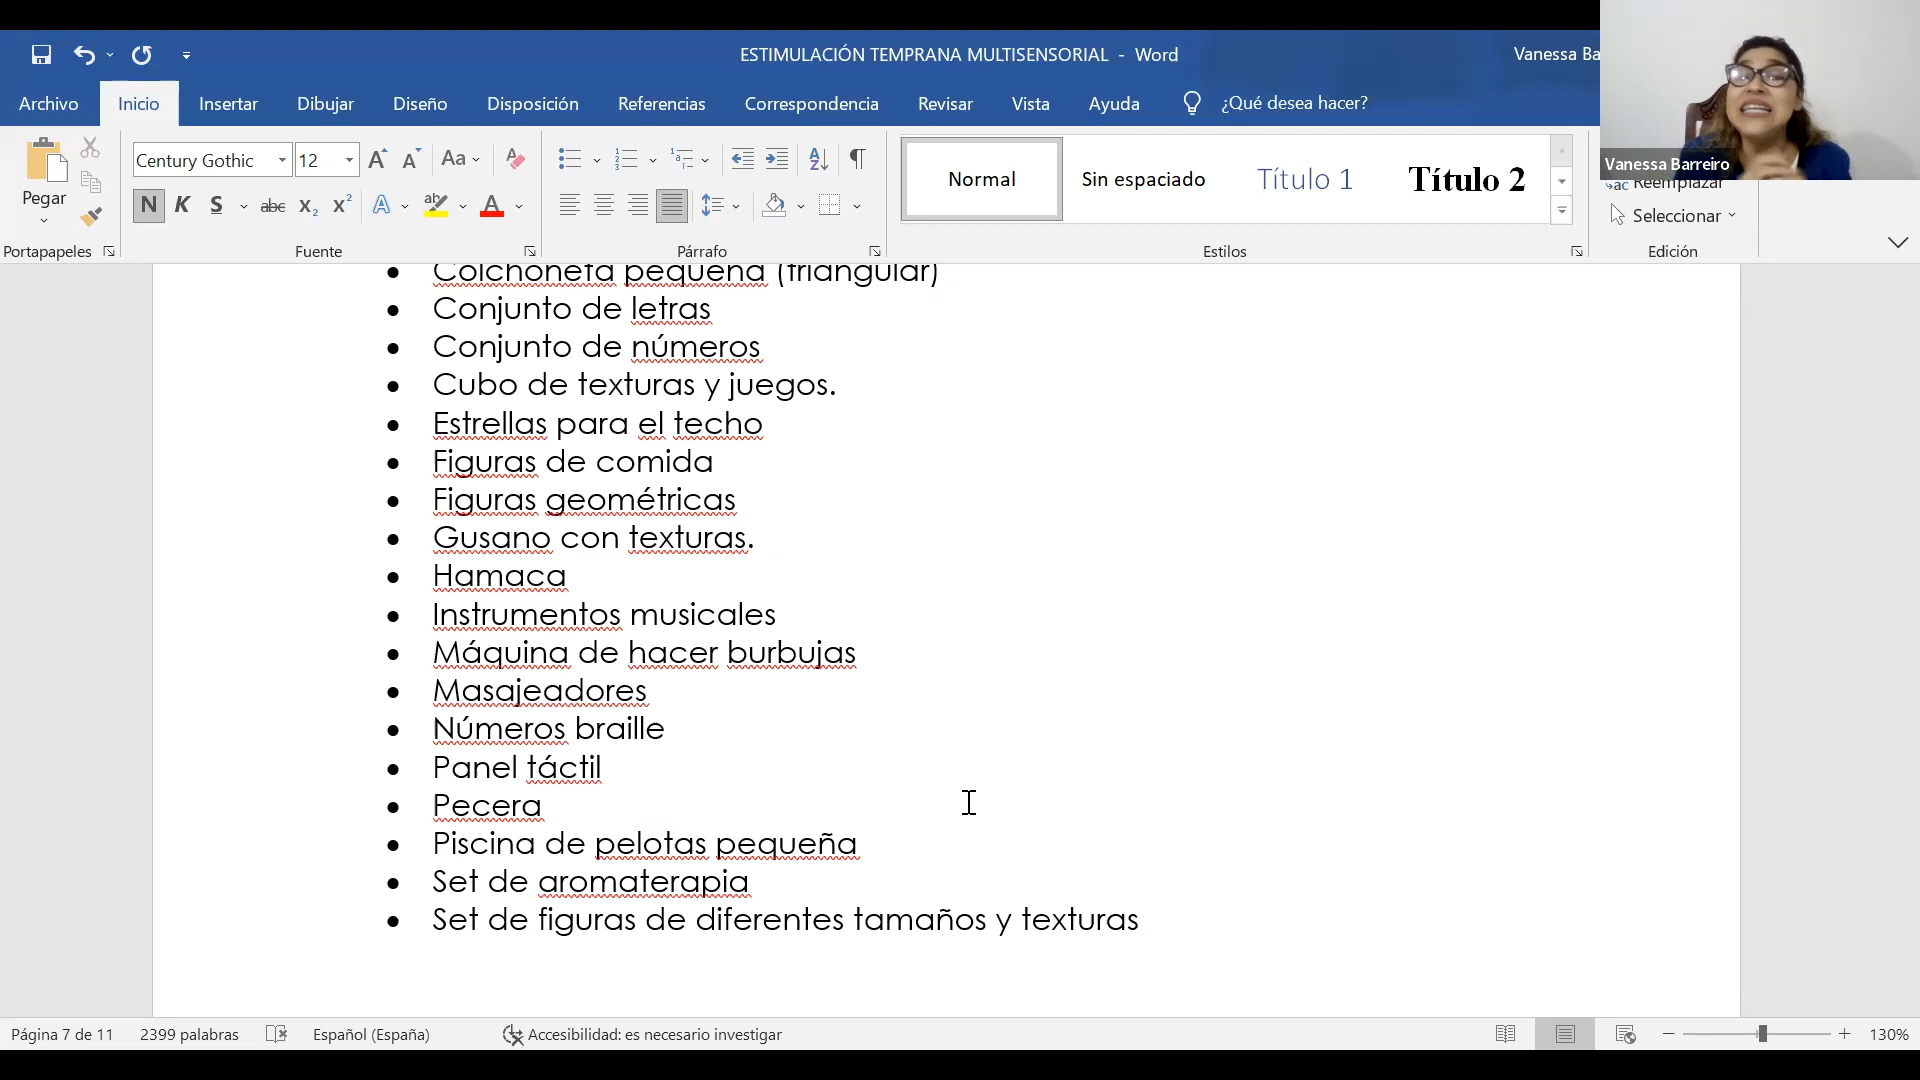 ESTIMULACIÓN TEMPRANA MULTISENSORIAL - Word
Vanessa Ba
Archivo Inicio Insertar Dibujar Diseño Disposición Referencias Correspondencia Revisar Vista Ayuda ¿Qué desea hacer?
Vanessa Barreiro
Pegar
Century Gothic 12
N K S abc
Normal
Sin espaciado
Título 1
Título 2
Reemplazar
Seleccionar
Portapapeles Fuente Párrafo Estilos Edición
Colchoneta pequeña (triangular)
Conjunto de letras
Conjunto de números
Cubo de texturas y juegos.
Estrellas para el techo
Figuras de comida
Figuras geométricas
Gusano con texturas.
Hamaca
Instrumentos musicales
Máquina de hacer burbujas
Masajeadores
Números braille
Panel táctil
Pecera
Piscina de pelotas pequeña
Set de aromaterapia
Set de figuras de diferentes tamaños y texturas
Página 7 de 11 2399 palabras Español (España) Accesibilidad: es necesario investigar 130%